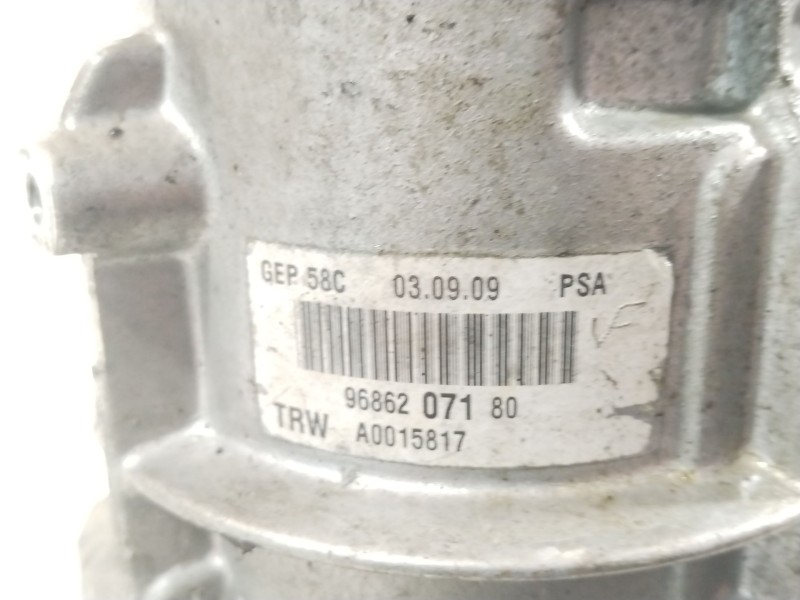 GEP 58C 03.09.09 PSA
F
96862 071 80
TRW A0015817